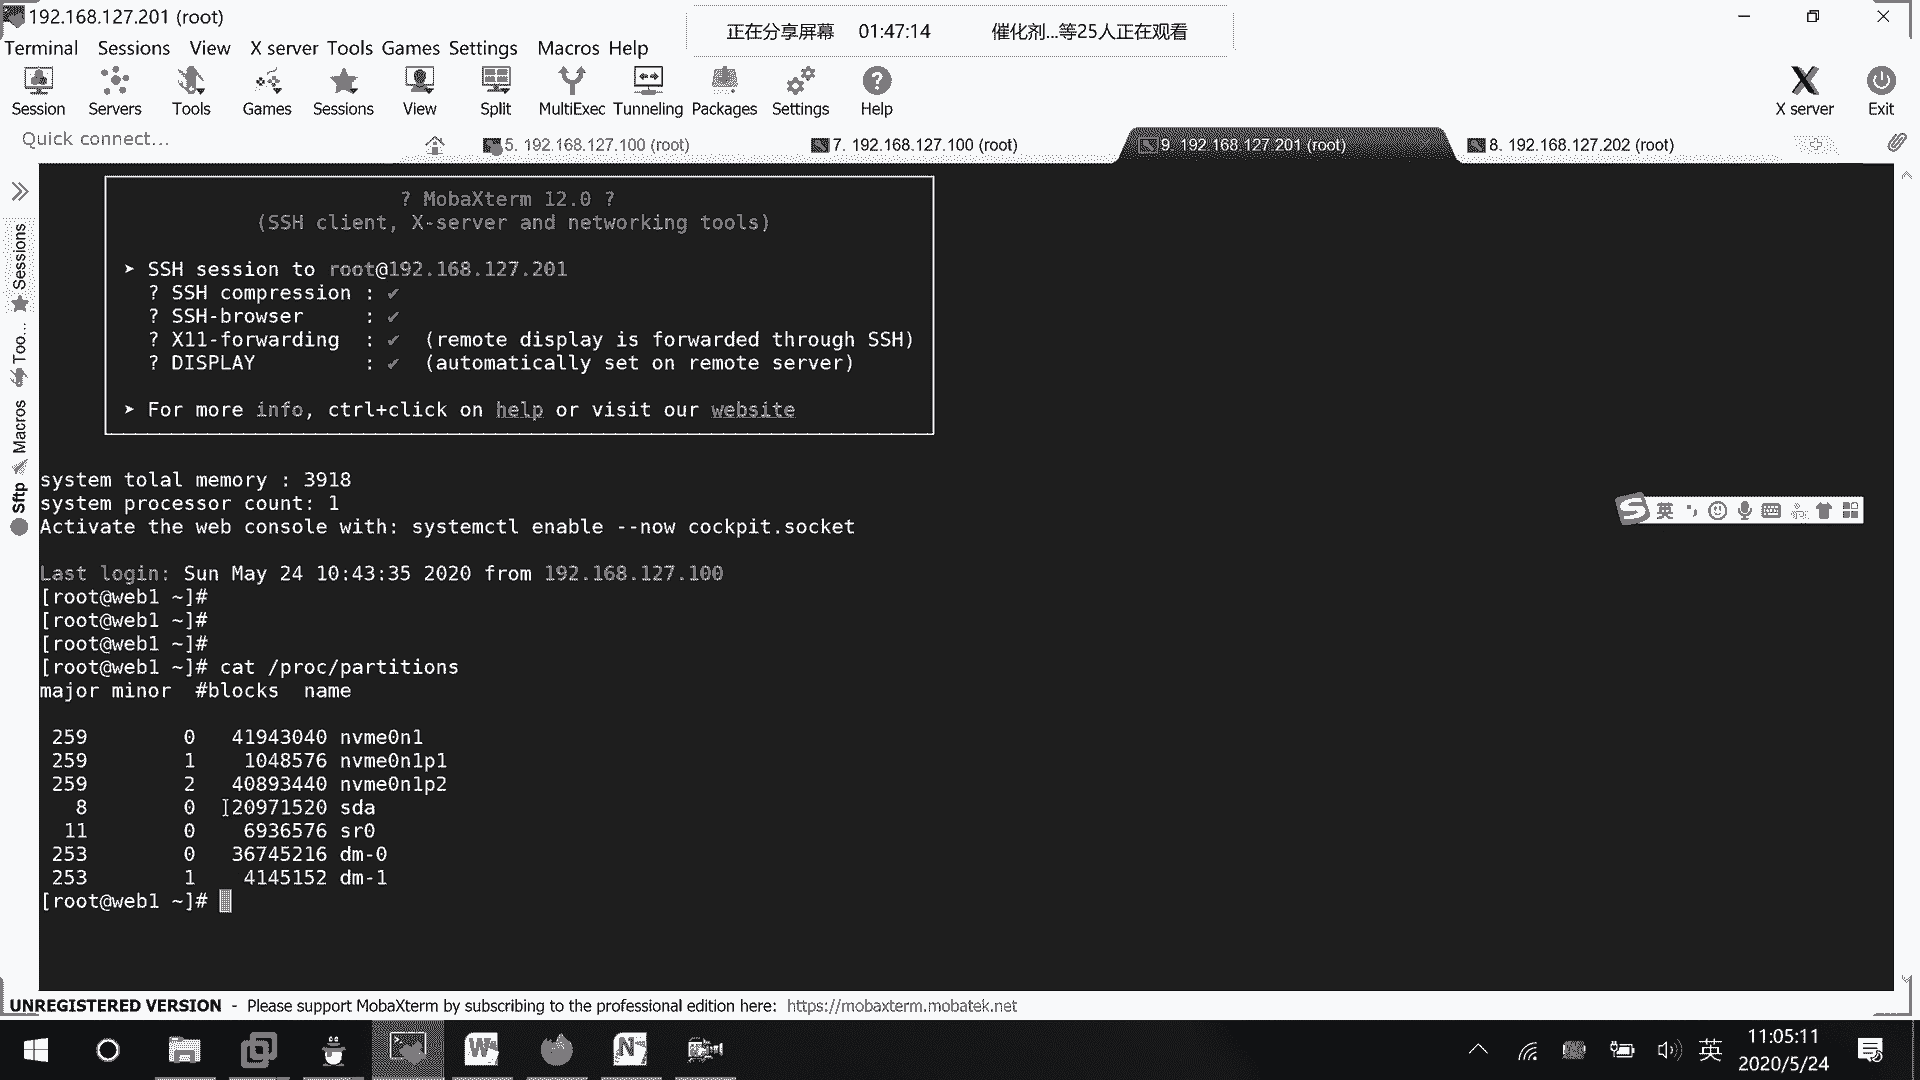 192.168.127.201 (root)
正在分享屏幕 01:47:14 催化剂...等25人正在观看
Terminal Sessions View X server Tools Games Settings Macros Help
Session Servers Tools Games Sessions View Split MultiExec Tunneling Packages Settings Help X server Exit
Quick connect...
5. 192.168.127.100 (root)
7. 192.168.127.100 (root)
9. 192.168.127.201 (root)
8. 192.168.127.202 (root)
Sessions
Too...
Macros
Sftp
? MobaXterm 12.0 ?
(SSH client, X-server and networking tools)
➤ SSH session to root@192.168.127.201
? SSH compression : ✔
? SSH-browser : ✔
? X11-forwarding : ✔ (remote display is forwarded through SSH)
? DISPLAY : ✔ (automatically set on remote server)
➤ For more info, ctrl+click on help or visit our website
system tolal memory : 3918
system processor count: 1
Activate the web console with: systemctl enable --now cockpit.socket
Last login: Sun May 24 10:43:35 2020 from 192.168.127.100
[root@web1 ~]#
[root@web1 ~]#
[root@web1 ~]#
[root@web1 ~]# cat /proc/partitions
major minor #blocks name
259 0 41943040 nvme0n1
259 1 1048576 nvme0n1p1
259 2 40893440 nvme0n1p2
8 0 20971520 sda
11 0 6936576 sr0
253 0 36745216 dm-0
253 1 4145152 dm-1
[root@web1 ~]#
英
UNREGISTERED VERSION - Please support MobaXterm by subscribing to the professional edition here: https://mobaxterm.mobatek.net
英
11:05:11
2020/5/24